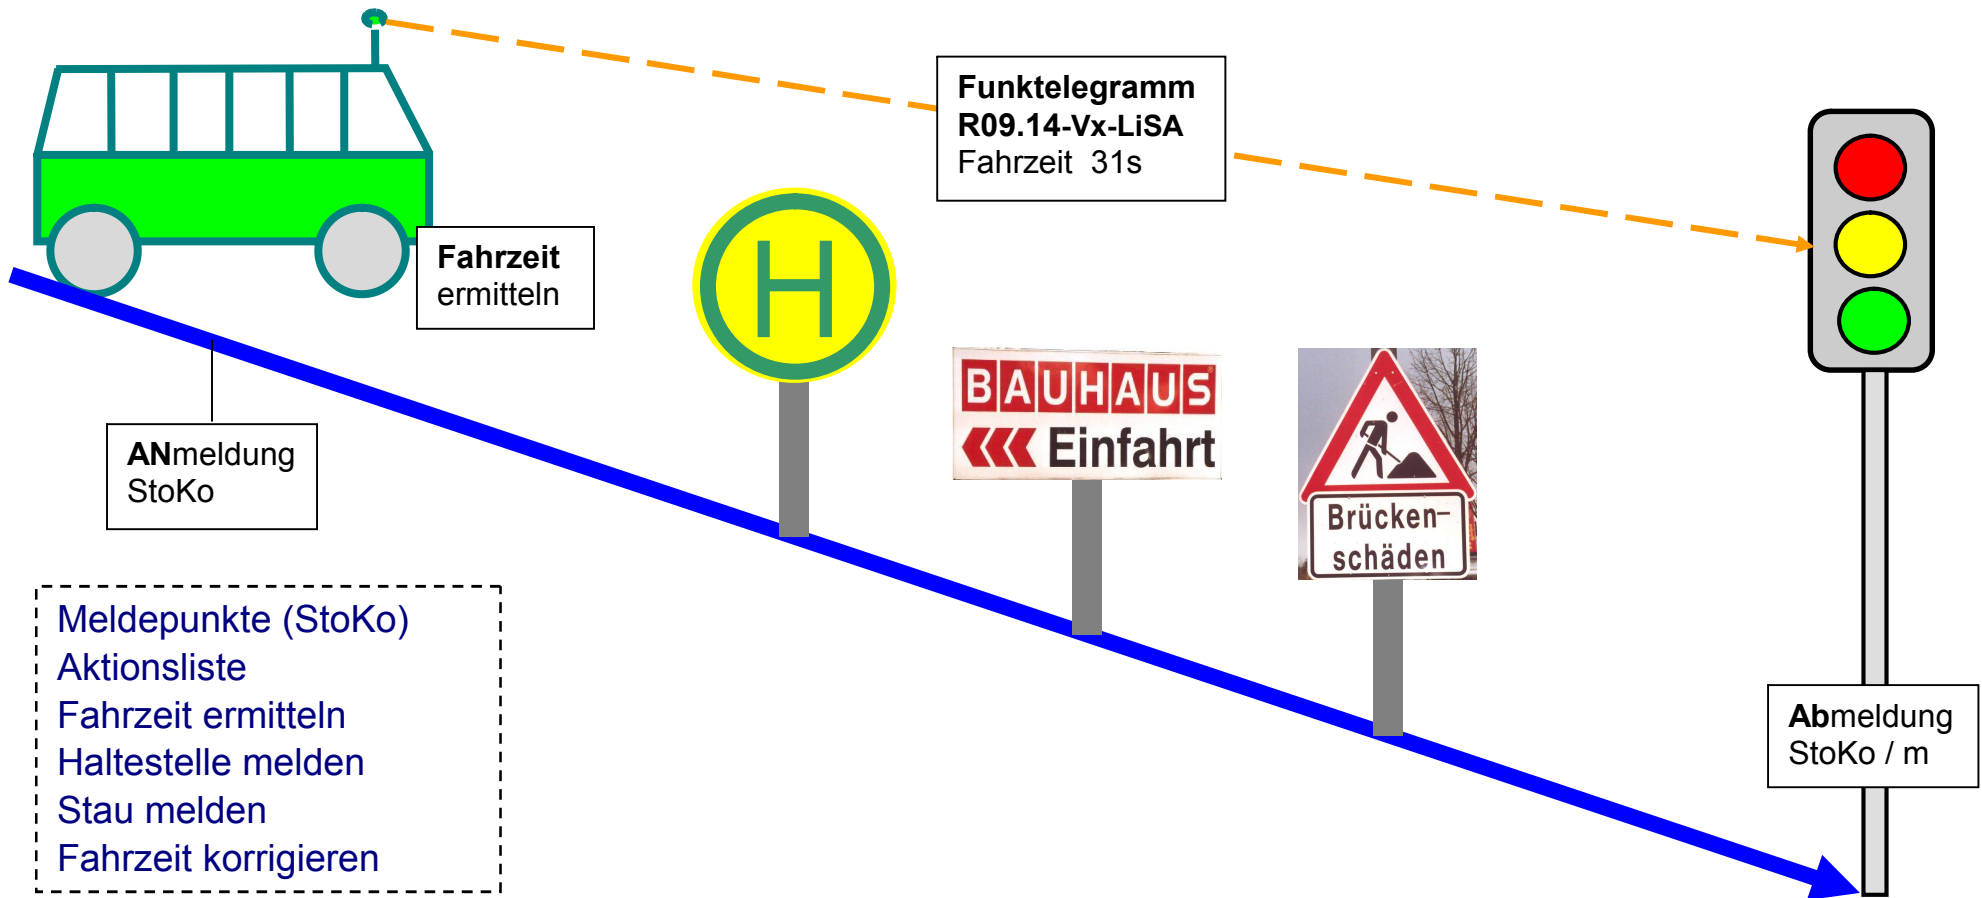 Funktelegramm
R09.14-Vx-LiSA
Fahrzeit 31s
Fahrzeit
ermitteln
H
BAUHAUS
Einfahrt
Brücken-
schäden
ANmeldung
StoKo
Meldepunkte (StoKo)
Aktionsliste
Fahrzeit ermitteln
Haltestelle melden
Stau melden
Fahrzeit korrigieren
Abmeldung
StoKo / m